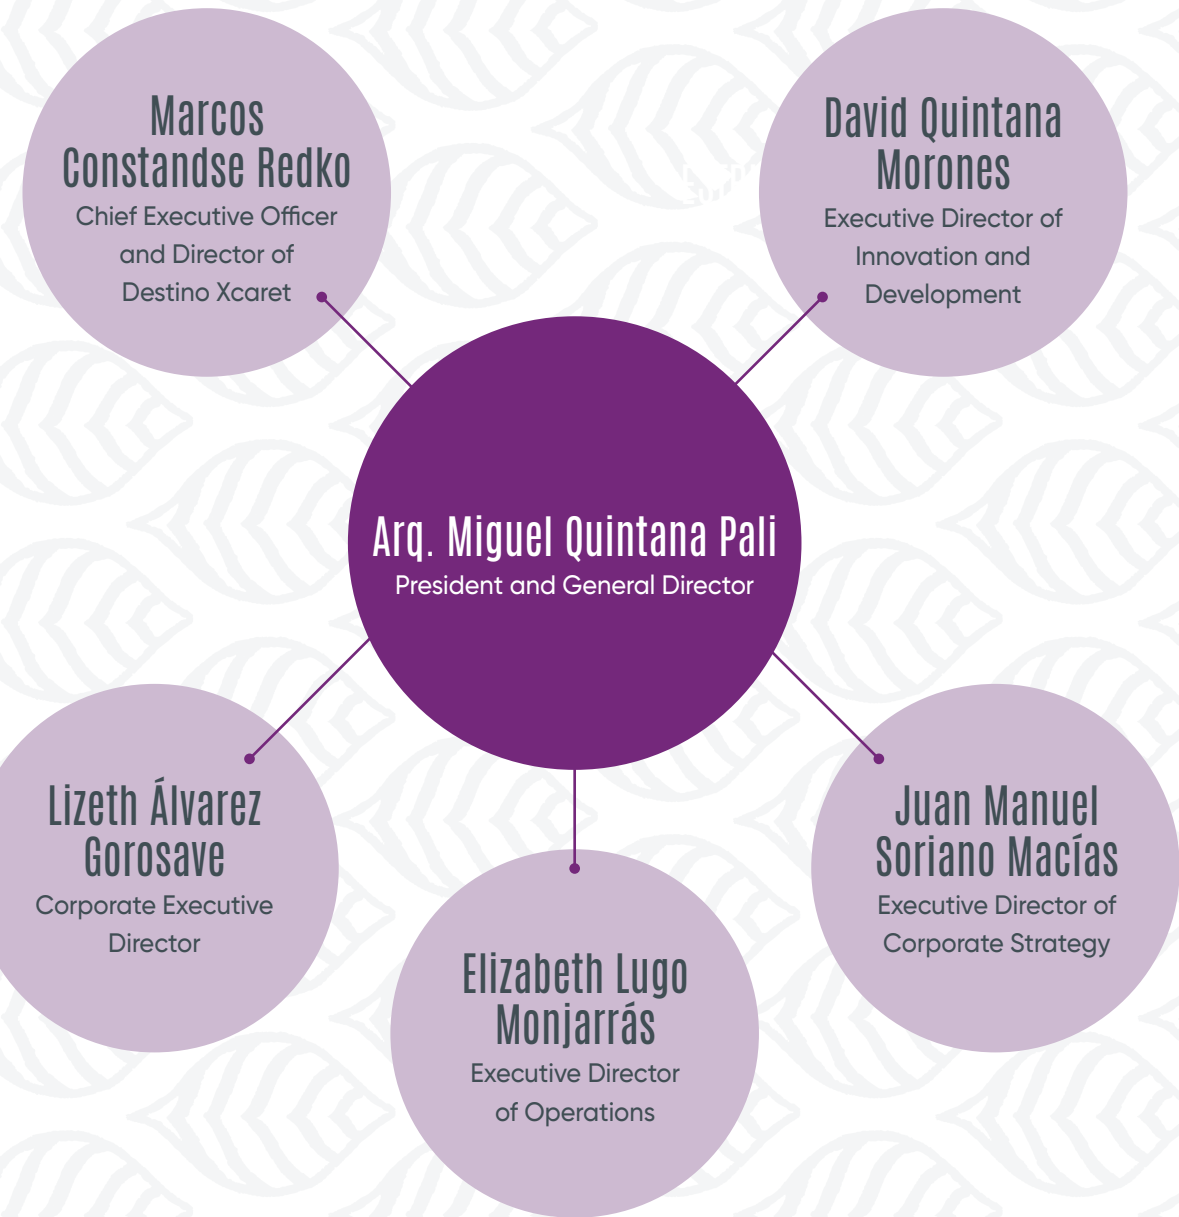 Marcos
Constandse Redko
Chief Executive Officer
and Director of
Destino Xcaret
David Quintana
Morones
Executive Director of
Innovation and
Development
Arq. Miguel Quintana Pali
President and General Director
Lizeth Álvarez
Gorosave
Corporate Executive
Director
Elizabeth Lugo
Monjarrás
Executive Director
of Operations
Juan Manuel
Soriano Macías
Executive Director of
Corporate Strategy